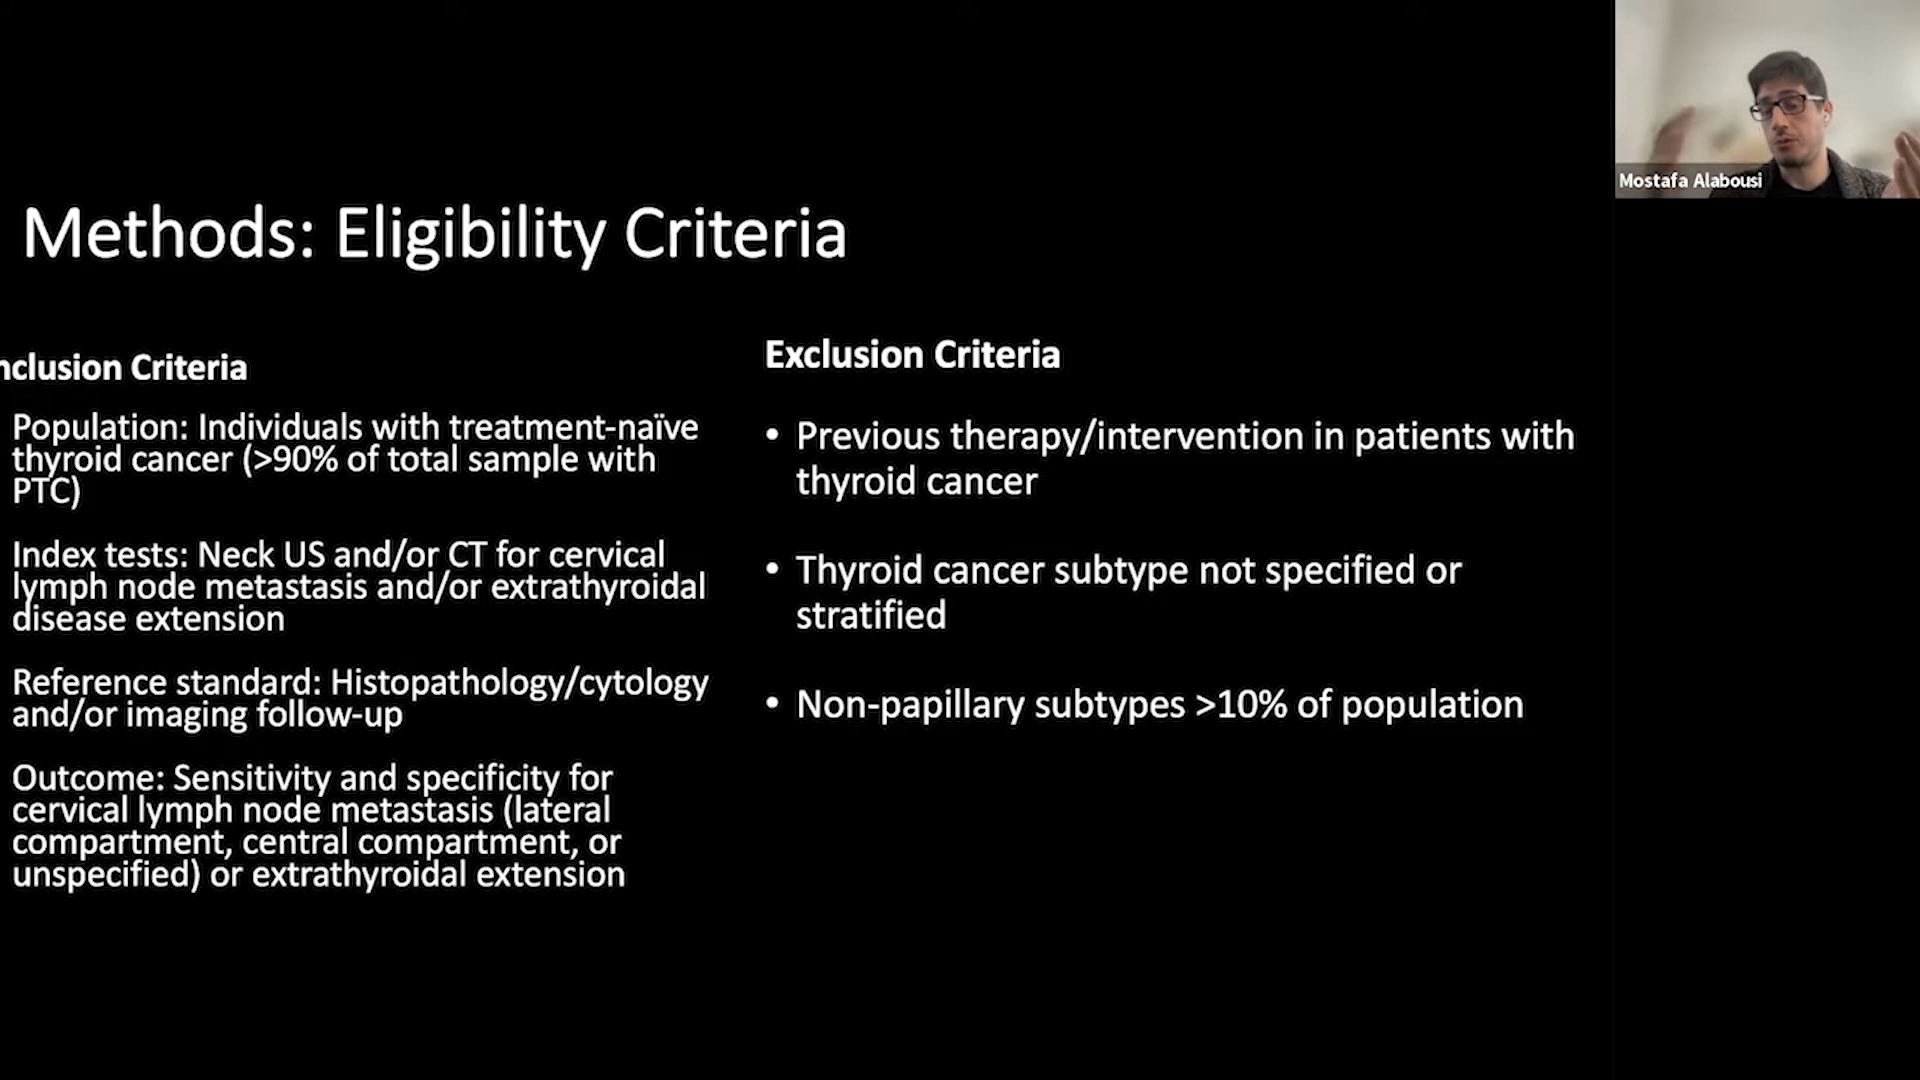 Mostafa Alabousi
Methods: Eligibility Criteria
nclusion Criteria
Population: Individuals with treatment-naïve
thyroid cancer (>90% of total sample with
PTC)
Index tests: Neck US and/or CT for cervical
lymph node metastasis and/or extrathyroidal
disease extension
Reference standard: Histopathology/cytology
and/or imaging follow-up
Outcome: Sensitivity and specificity for
cervical lymph node metastasis (lateral
compartment, central compartment, or
unspecified) or extrathyroidal extension
Exclusion Criteria
• Previous therapy/intervention in patients with
thyroid cancer
• Thyroid cancer subtype not specified or
stratified
• Non-papillary subtypes >10% of population